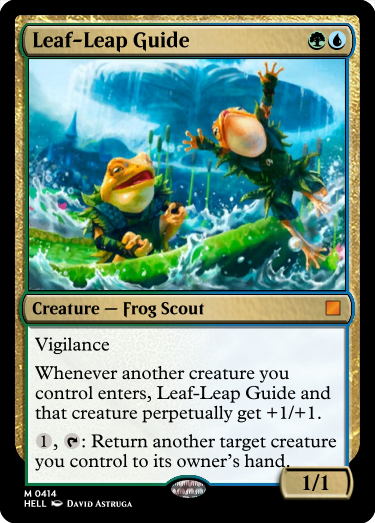 Leaf-Leap Guide
Creature — Frog Scout
Vigilance
Whenever another creature you
control enters, Leaf-Leap Guide and
that creature perpetually get +1/+1.
1, : Return another target creature
you control to its owner's hand.
1/1
M 0414
HELL DAVID ASTRUGA